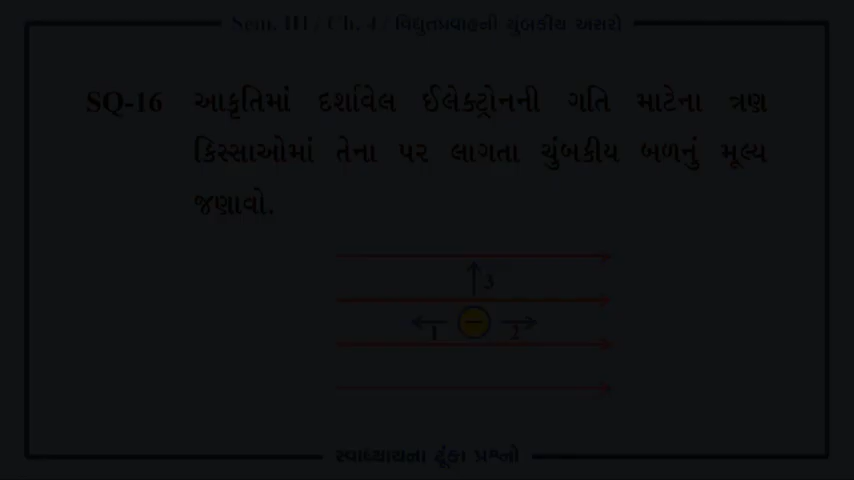 Sem. III / Ch. 4 / વિદ્યુતપ્રવાહની ચુંબકીય અસરો
SQ-16 આકૃતિમાં દર્શાવેલ ઈલેક્ટ્રોનની ગતિ માટેના ત્રણ
કિસ્સાઓમાં તેના પર લાગતા ચુંબકીય બળનું મૂલ્ય
જણાવો.
3
1 2
સ્વાધ્યાયના ટૂંકા પ્રશ્નો